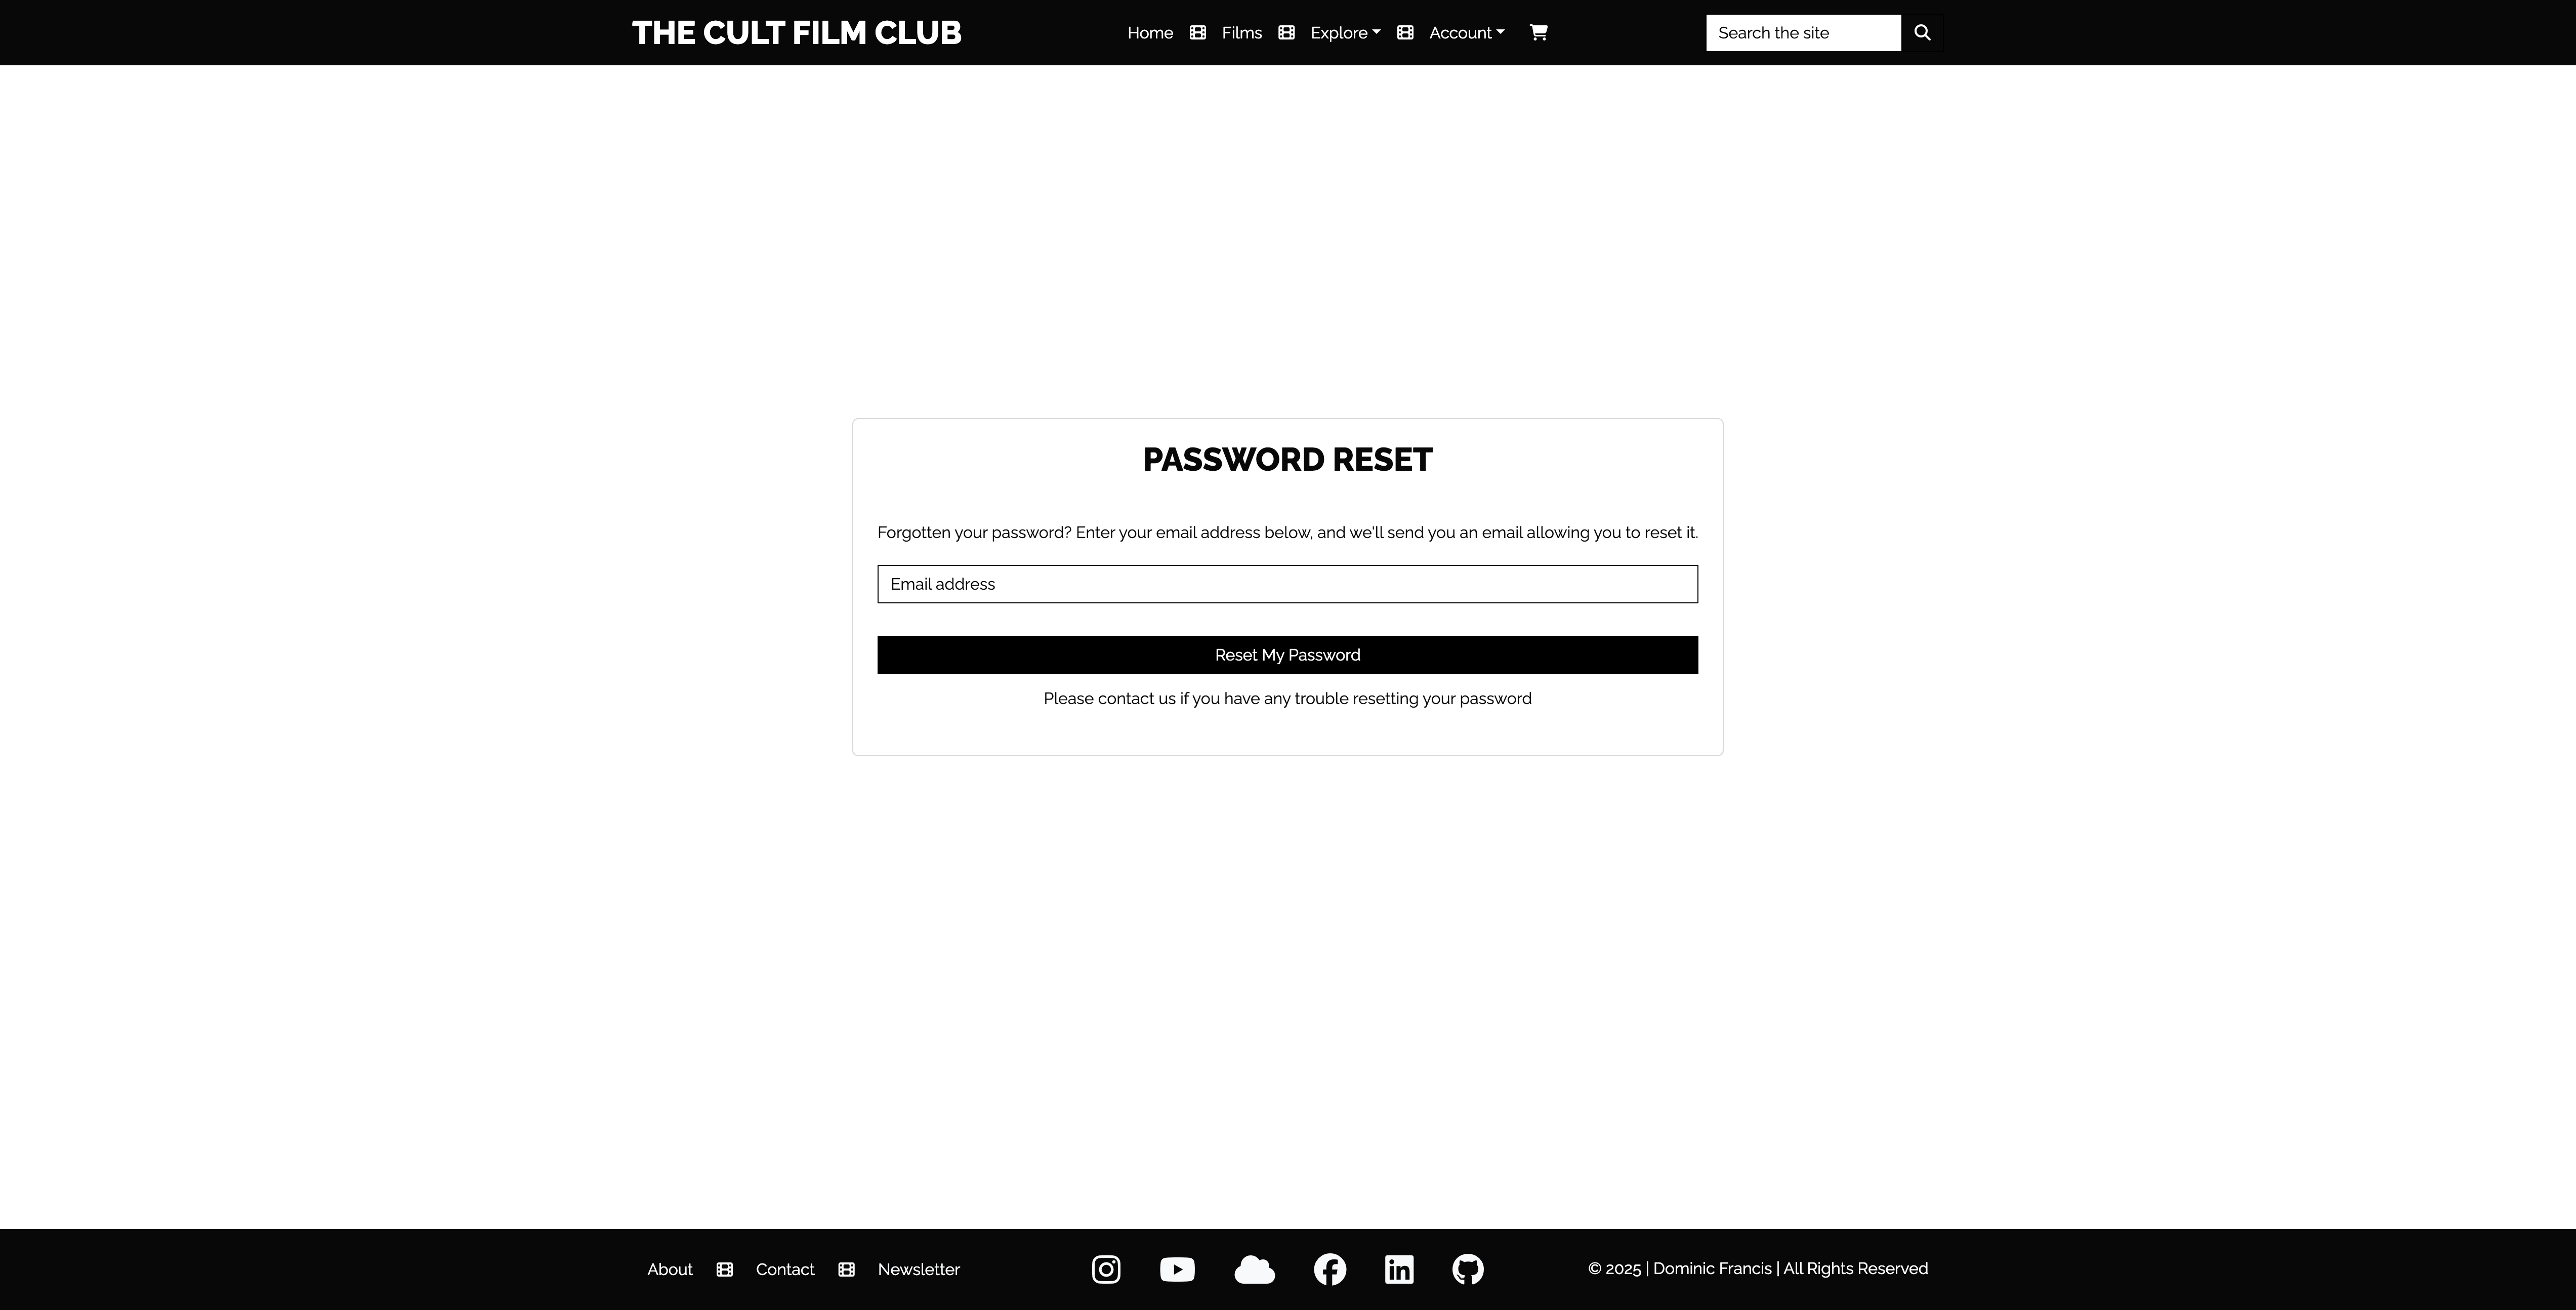 THE CULT FILM CLUB
Home Films Explore Account
Search the site
PASSWORD RESET
Forgotten your password? Enter your email address below, and we'll send you an email allowing you to reset it.
Email address
Reset My Password
Please contact us if you have any trouble resetting your password
About Contact Newsletter
© 2025 | Dominic Francis | All Rights Reserved